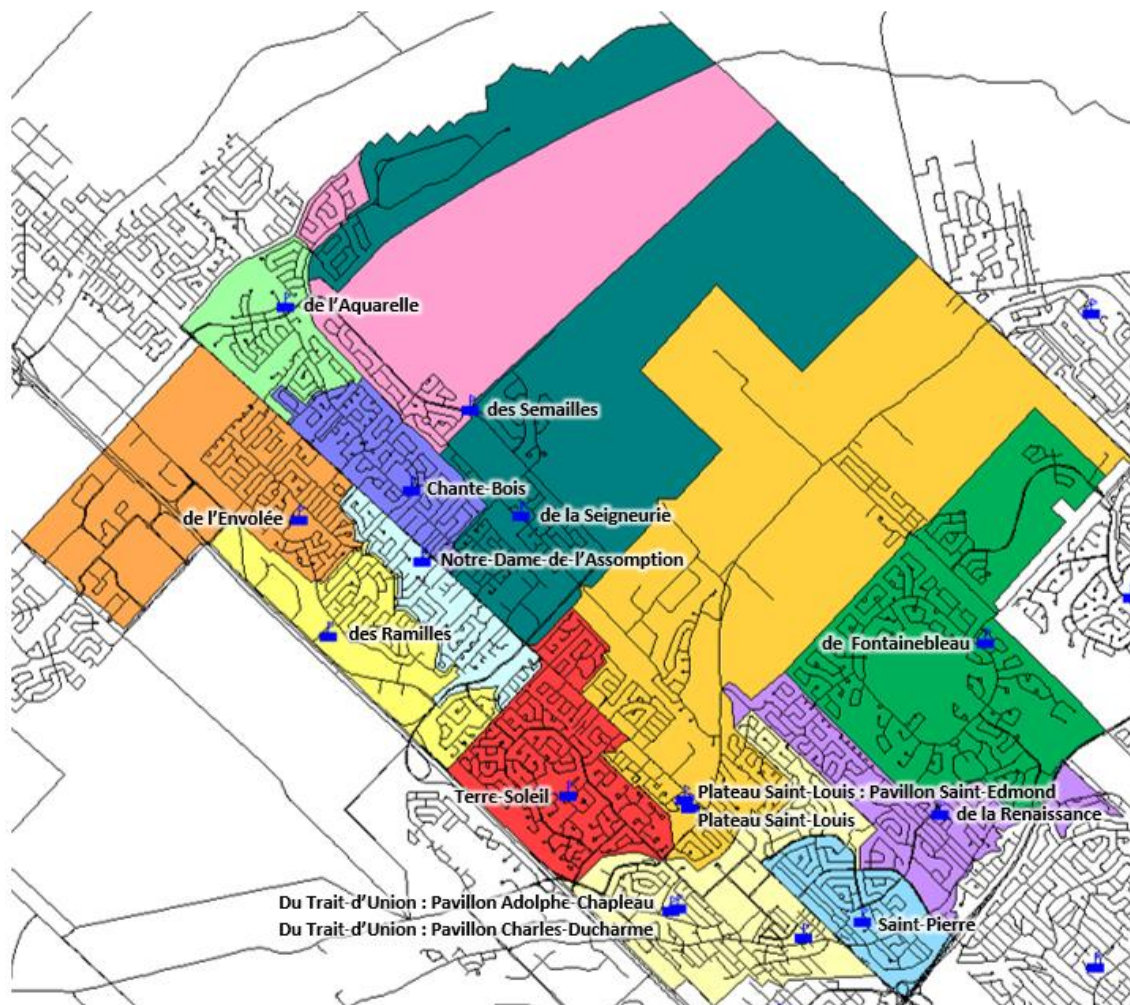 de l'Aquarelle
des Semailles
Chante-Bois
de l'Envolée
de la Seigneurie
Notre-Dame-de-l'Assomption
des Ramilles
de Fontainebleau
Terre-Soleil
Plateau Saint-Louis : Pavillon Saint-Edmond
Plateau Saint-Louis
de la Renaissance
Du Trait-d'Union : Pavillon Adolphe-Chapleau
Du Trait-d'Union : Pavillon Charles-Ducharme
Saint-Pierre